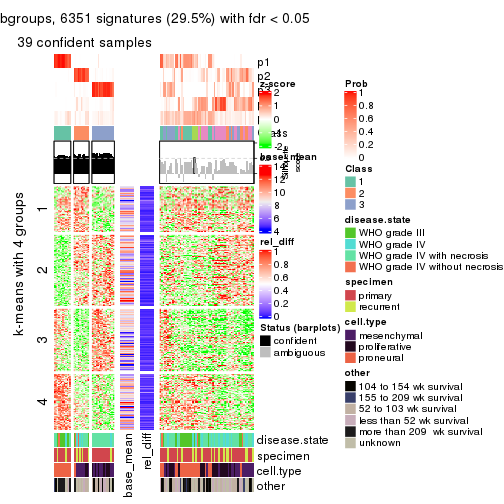 bgroups, 6351 signatures (29.5%) with fdr < 0.05
39 confident samples
p1
p2
p3
z-score
2
1
0
-1
-2
base_mean
14
12
10
8
6
4
rel_diff
1
0.8
0.6
0.4
0.2
0
Status (barplots)
confident
ambiguous
k-means with 4 groups
1
2
3
4
base_mean
rel_diff
disease.state
specimen
cell.type
other
Prob
1
0.8
0.6
0.4
0.2
0
Class
1
2
3
disease.state
WHO grade III
WHO grade IV
WHO grade IV with necrosis
WHO grade IV without necrosis
specimen
primary
recurrent
cell.type
mesenchymal
proliferative
proneural
other
104 to 154 wk survival
155 to 209 wk survival
52 to 103 wk survival
less than 52 wk survival
more than 209  wk survival
unknown